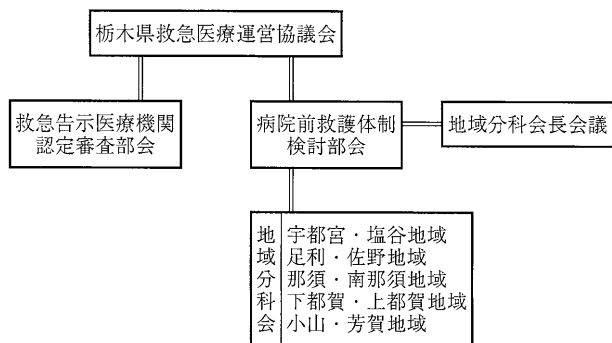 栃木県救急医療運営協議会
救急告示医療機関
認定審査部会
病院前救護体制
検討部会
地域分科会長会議
地域分科会
宇都宮・塩谷地域
足利・佐野地域
那須・南那須地域
下都賀・上都賀地域
小山・芳賀地域